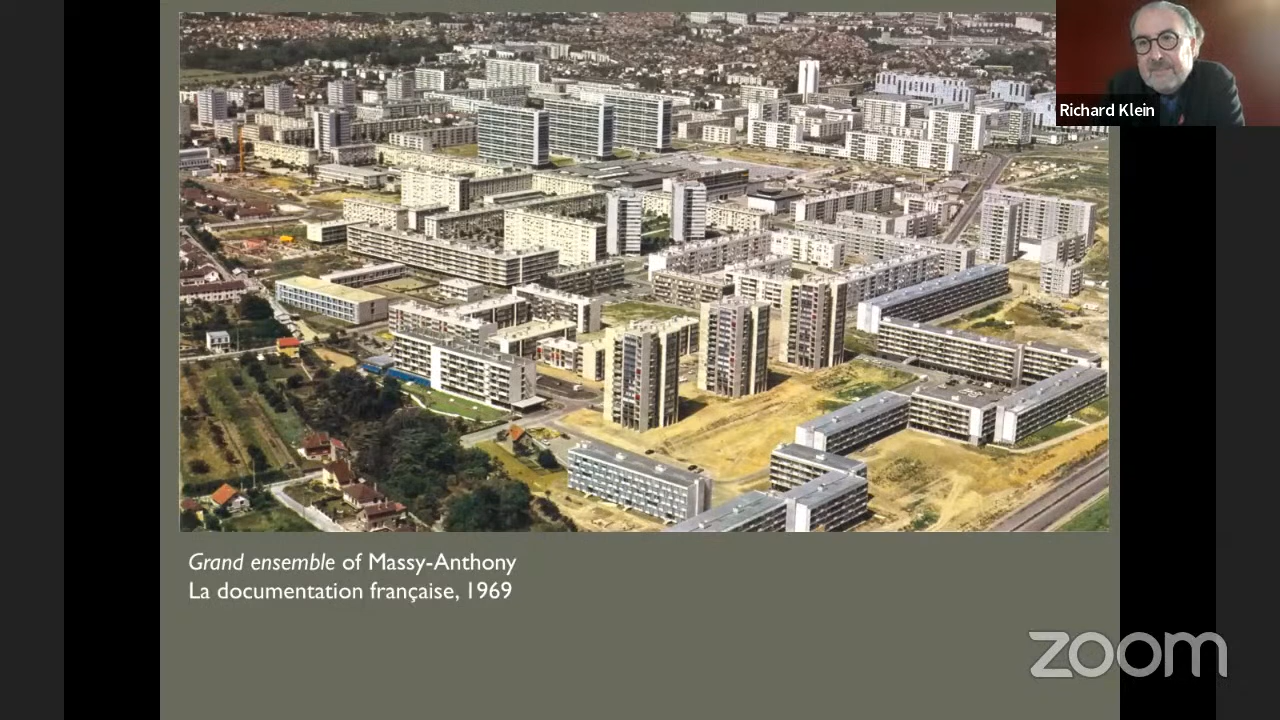 Richard Klein
Grand ensemble of Massy-Anthony
La documentation française, 1969
zoom